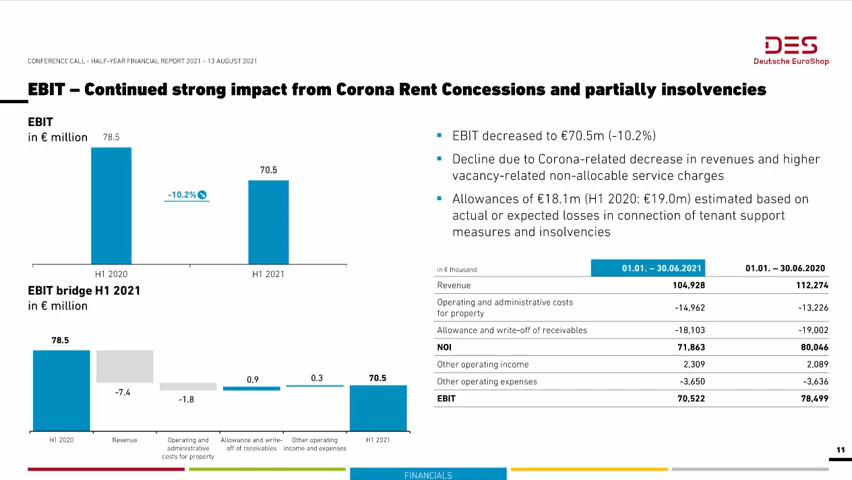 DES
Deutsche EuroShop
CONFERENCE CALL - HALF-YEAR FINANCIAL REPORT 2021 - 13 AUGUST 2021
EBIT – Continued strong impact from Corona Rent Concessions and partially insolvencies
EBIT
in € million
78.5
70.5
-10.2%
H1 2020
H1 2021
EBIT bridge H1 2021
in € million
78.5
-7.4
-1.8
0.9
0.3
70.5
H1 2020
Revenue
Operating and
administrative
costs for property
Allowance and write-
off of receivables
Other operating
income and expenses
H1 2021
EBIT decreased to €70.5m (-10.2%)
Decline due to Corona-related decrease in revenues and higher
vacancy-related non-allocable service charges
Allowances of €18.1m (H1 2020: €19.0m) estimated based on
actual or expected losses in connection of tenant support
measures and insolvencies
in € thousand 01.01. – 30.06.2021 01.01. – 30.06.2020
Revenue 104,928 112,274
Operating and administrative costs
for property -14,962 -13,226
Allowance and write-off of receivables -18,103 -19,002
NOI 71,863 80,046
Other operating income 2,309 2,089
Other operating expenses -3,650 -3,636
EBIT 70,522 78,499
11
FINANCIALS